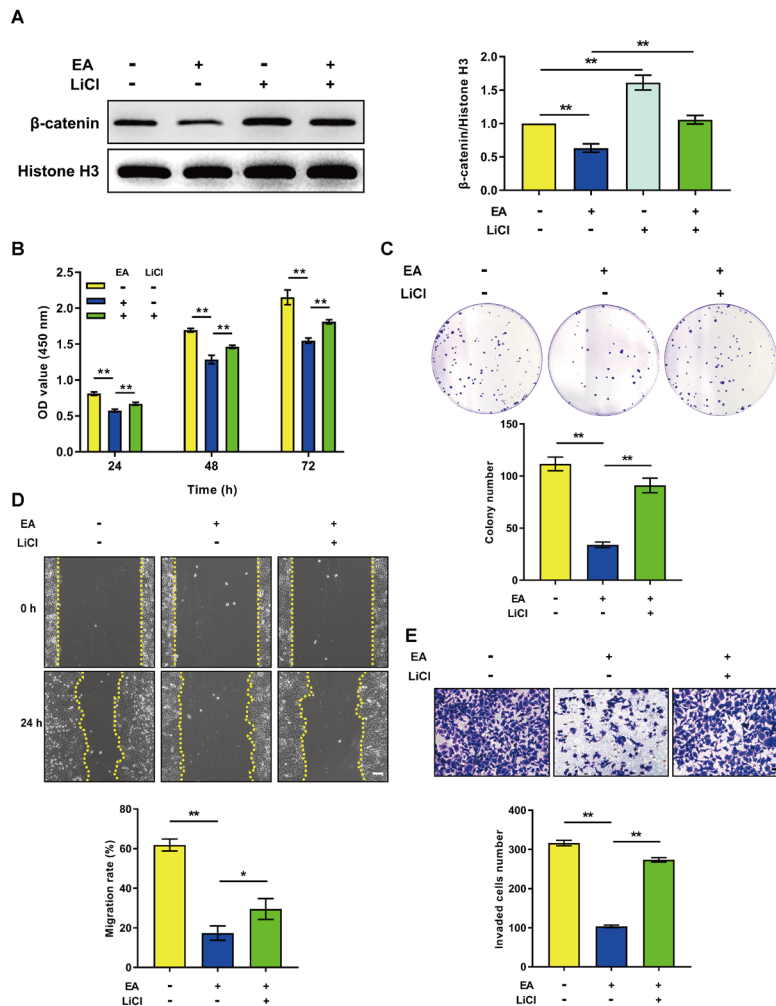 A
EA - + - +
LiCl - - + +
β-catenin
Histone H3
β-catenin/Histone H3
2.0
1.5
1.0
0.5
0.0
**
**
**
EA - + - +
LiCl - - + +
B
OD value (450 nm)
2.5
2.0
1.5
1.0
0.5
0.0
EA LiCl
- -
+ -
+ +
** **
** **
** **
24 48 72
Time (h)
C
EA - + +
LiCl - - +
Colony number
150
100
50
0
** **
EA - + +
LiCl - - +
D
EA - + +
LiCl - - +
0 h
24 h
Migration rate (%)
80
60
40
20
0
** *
EA - + +
LiCl - - +
E
EA - + +
LiCl - - +
Invaded cells number
400
300
200
100
0
** **
EA - + +
LiCl - - +